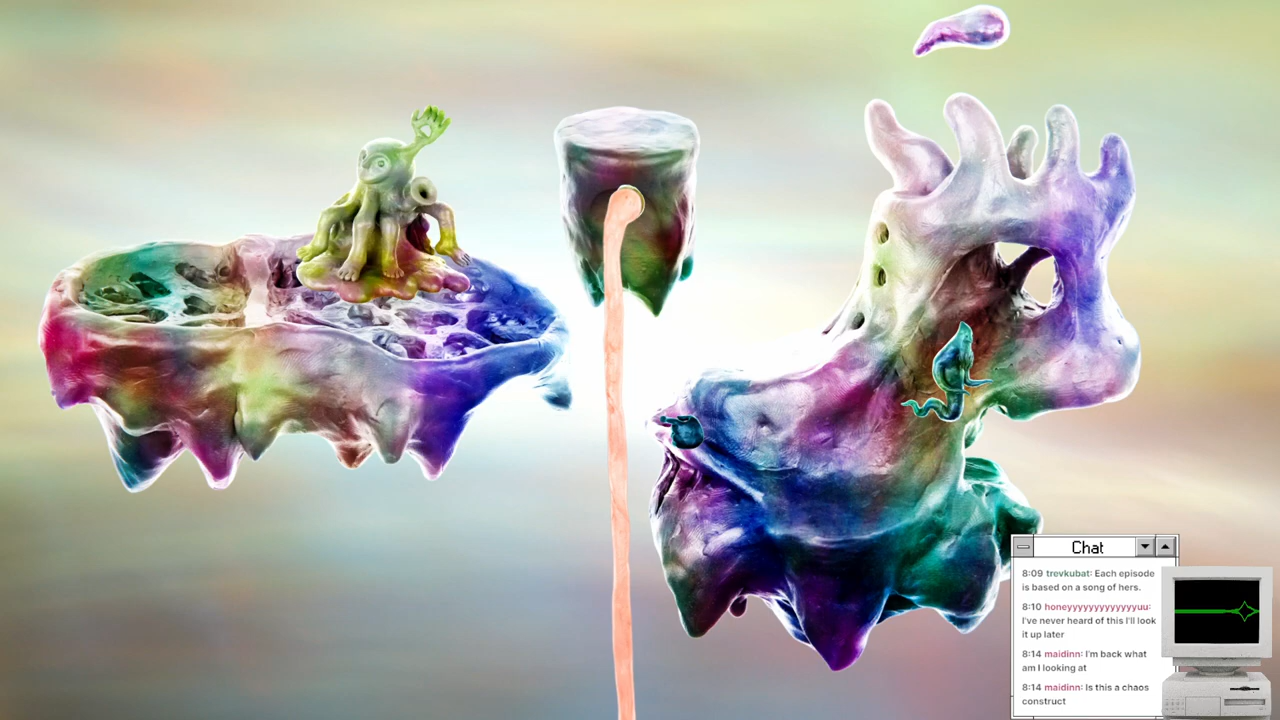 Chat
8:09 trevkubat: Each episode
is based on a song of hers.
8:10 honeyyyyyyyyyyyyyuu:
I've never heard of this I'll look
it up later
8:14 maidinn: I'm back what
am I looking at
8:14 maidinn: Is this a chaos
construct